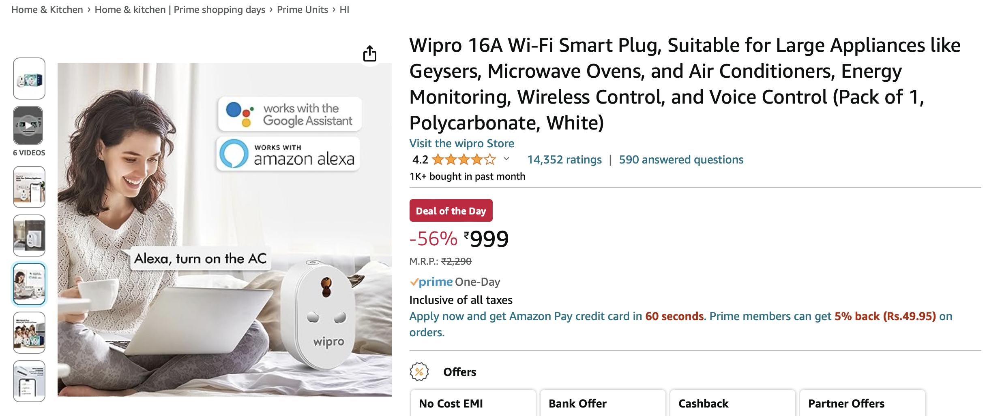 Home & Kitchen › Home & kitchen | Prime shopping days › Prime Units › HI
6 VIDEOS
works with the
Google Assistant
WORKS WITH
amazon alexa
Alexa, turn on the AC
wipro
Wipro 16A Wi-Fi Smart Plug, Suitable for Large Appliances like
Geysers, Microwave Ovens, and Air Conditioners, Energy
Monitoring, Wireless Control, and Voice Control (Pack of 1,
Polycarbonate, White)
Visit the wipro Store
4.2 14,352 ratings | 590 answered questions
1K+ bought in past month
Deal of the Day
-56% ₹999
M.R.P.: ₹2,290
prime One-Day
Inclusive of all taxes
Apply now and get Amazon Pay credit card in 60 seconds. Prime members can get 5% back (Rs.49.95) on
orders.
% Offers
No Cost EMI
Bank Offer
Cashback
Partner Offers